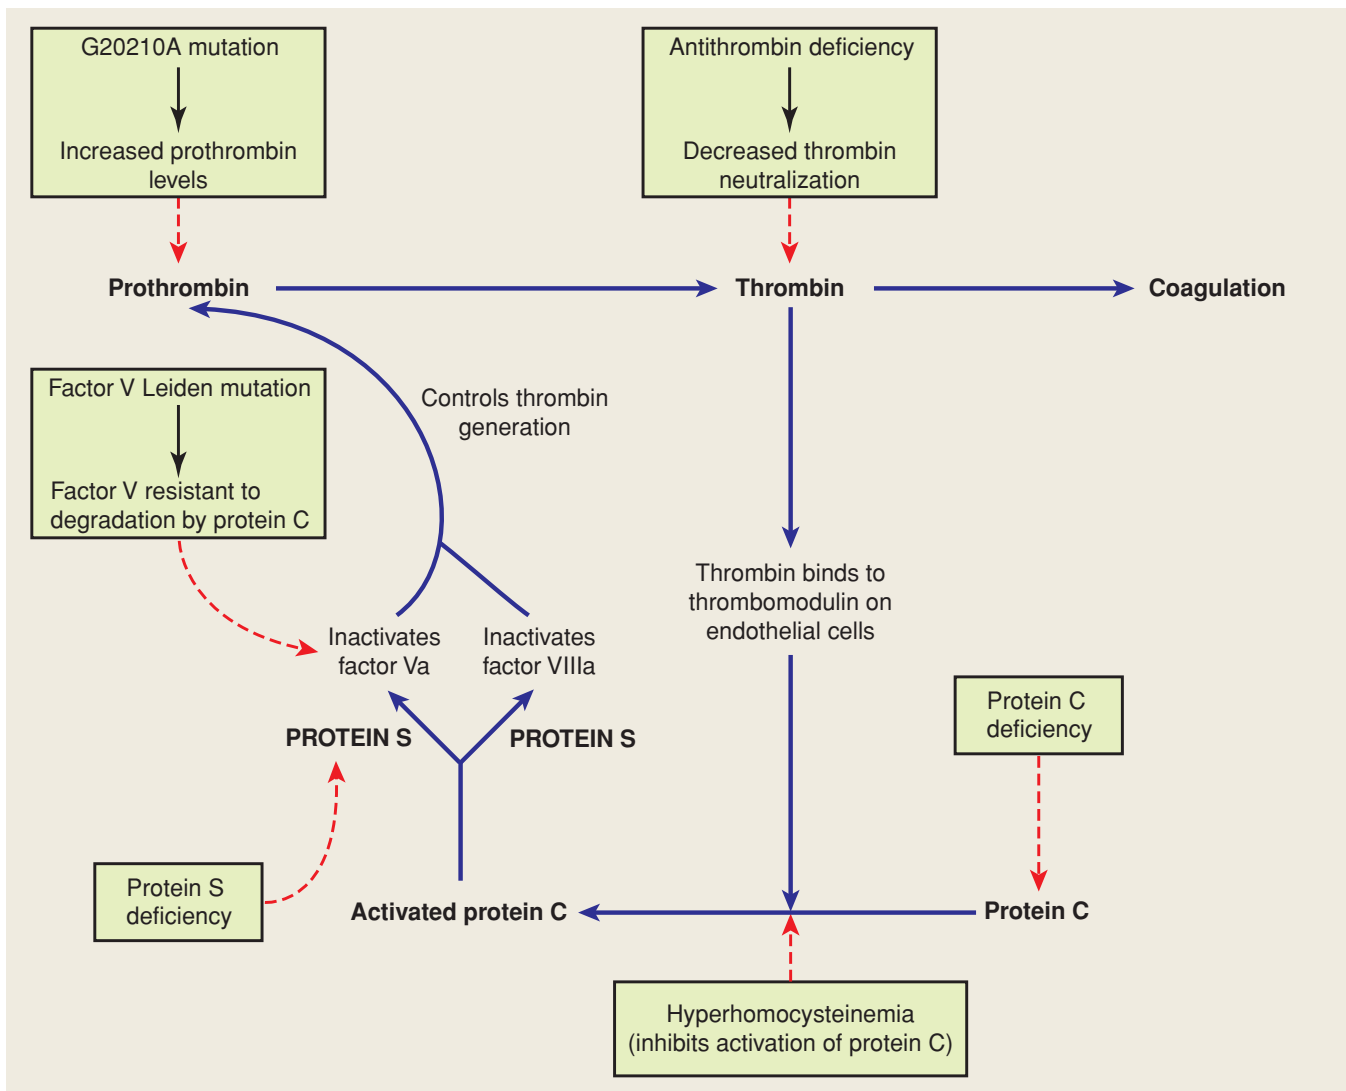 G20210A mutation
Increased prothrombin
levels
Antithrombin deficiency
Decreased thrombin
neutralization
Prothrombin
Thrombin
Coagulation
Factor V Leiden mutation
Factor V resistant to
degradation by protein C
Controls thrombin
generation
Thrombin binds to
thrombomodulin on
endothelial cells
Inactivates
factor Va
Inactivates
factor VIIIa
PROTEIN S
PROTEIN S
Protein C
deficiency
Protein S
deficiency
Activated protein C
Protein C
Hyperhomocysteinemia
(inhibits activation of protein C)